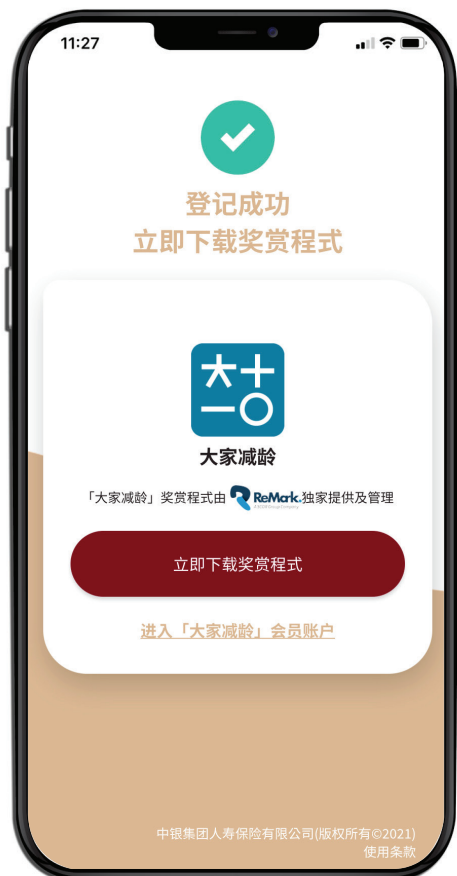 11:27
登记成功
立即下载奖赏程式
大十
一○
大家减龄
「大家减龄」奖赏程式由 ReMark. 独家提供及管理
立即下载奖赏程式
进入「大家减龄」会员账户
中银集团人寿保险有限公司(版权所有©2021)
使用条款